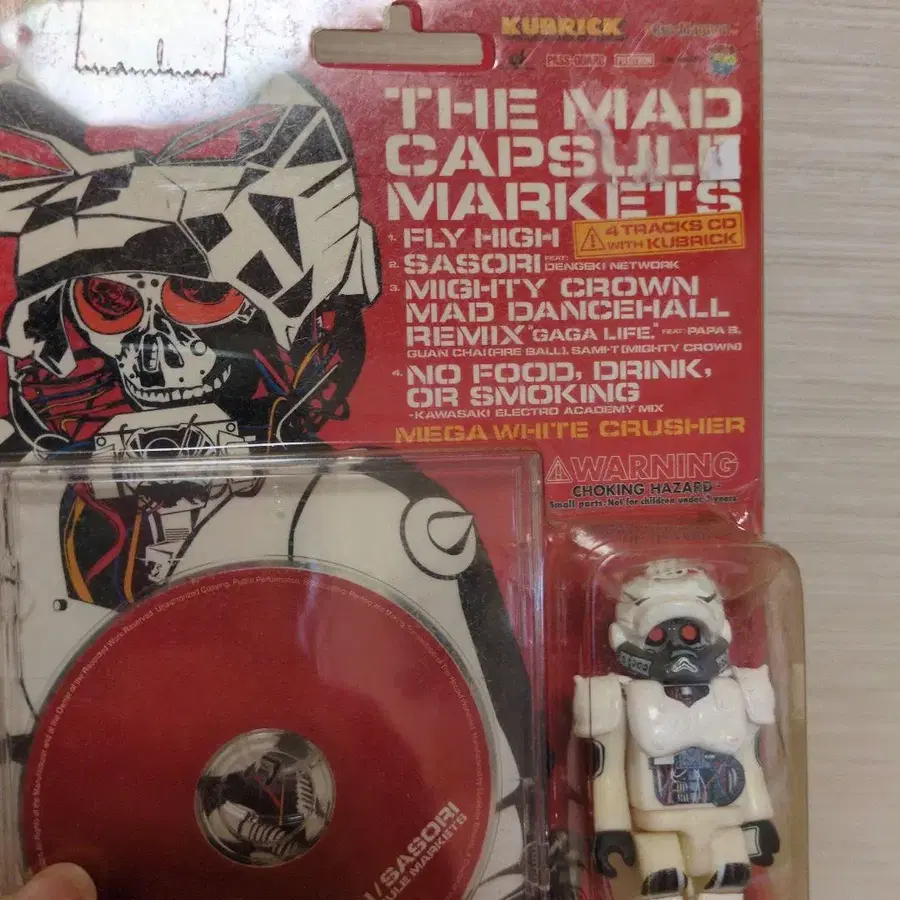 KUBRICK
PASS-GUARD
THE MAD
CAPSULE
MARKETS
⚠4 TRACKS CD
WITH KUBRICK
1. FLY HIGH
2. SASORI FEAT. DENGEKI NETWORK
3. MIGHTY CROWN
MAD DANCEHALL
REMIX "GAGA LIFE." FEAT. PAPA B,
GUAN CHAI(FIRE BALL), SAMI-T (MIGHTY CROWN)
4. NO FOOD, DRINK,
OR SMOKING
-KAWASAKI ELECTRO ACADEMY MIX
MEGA WHITE CRUSHER
⚠WARNING
CHOKING HAZARD-
Small parts. Not for children under 3 years.
/ SASORI
ULE MARKETS